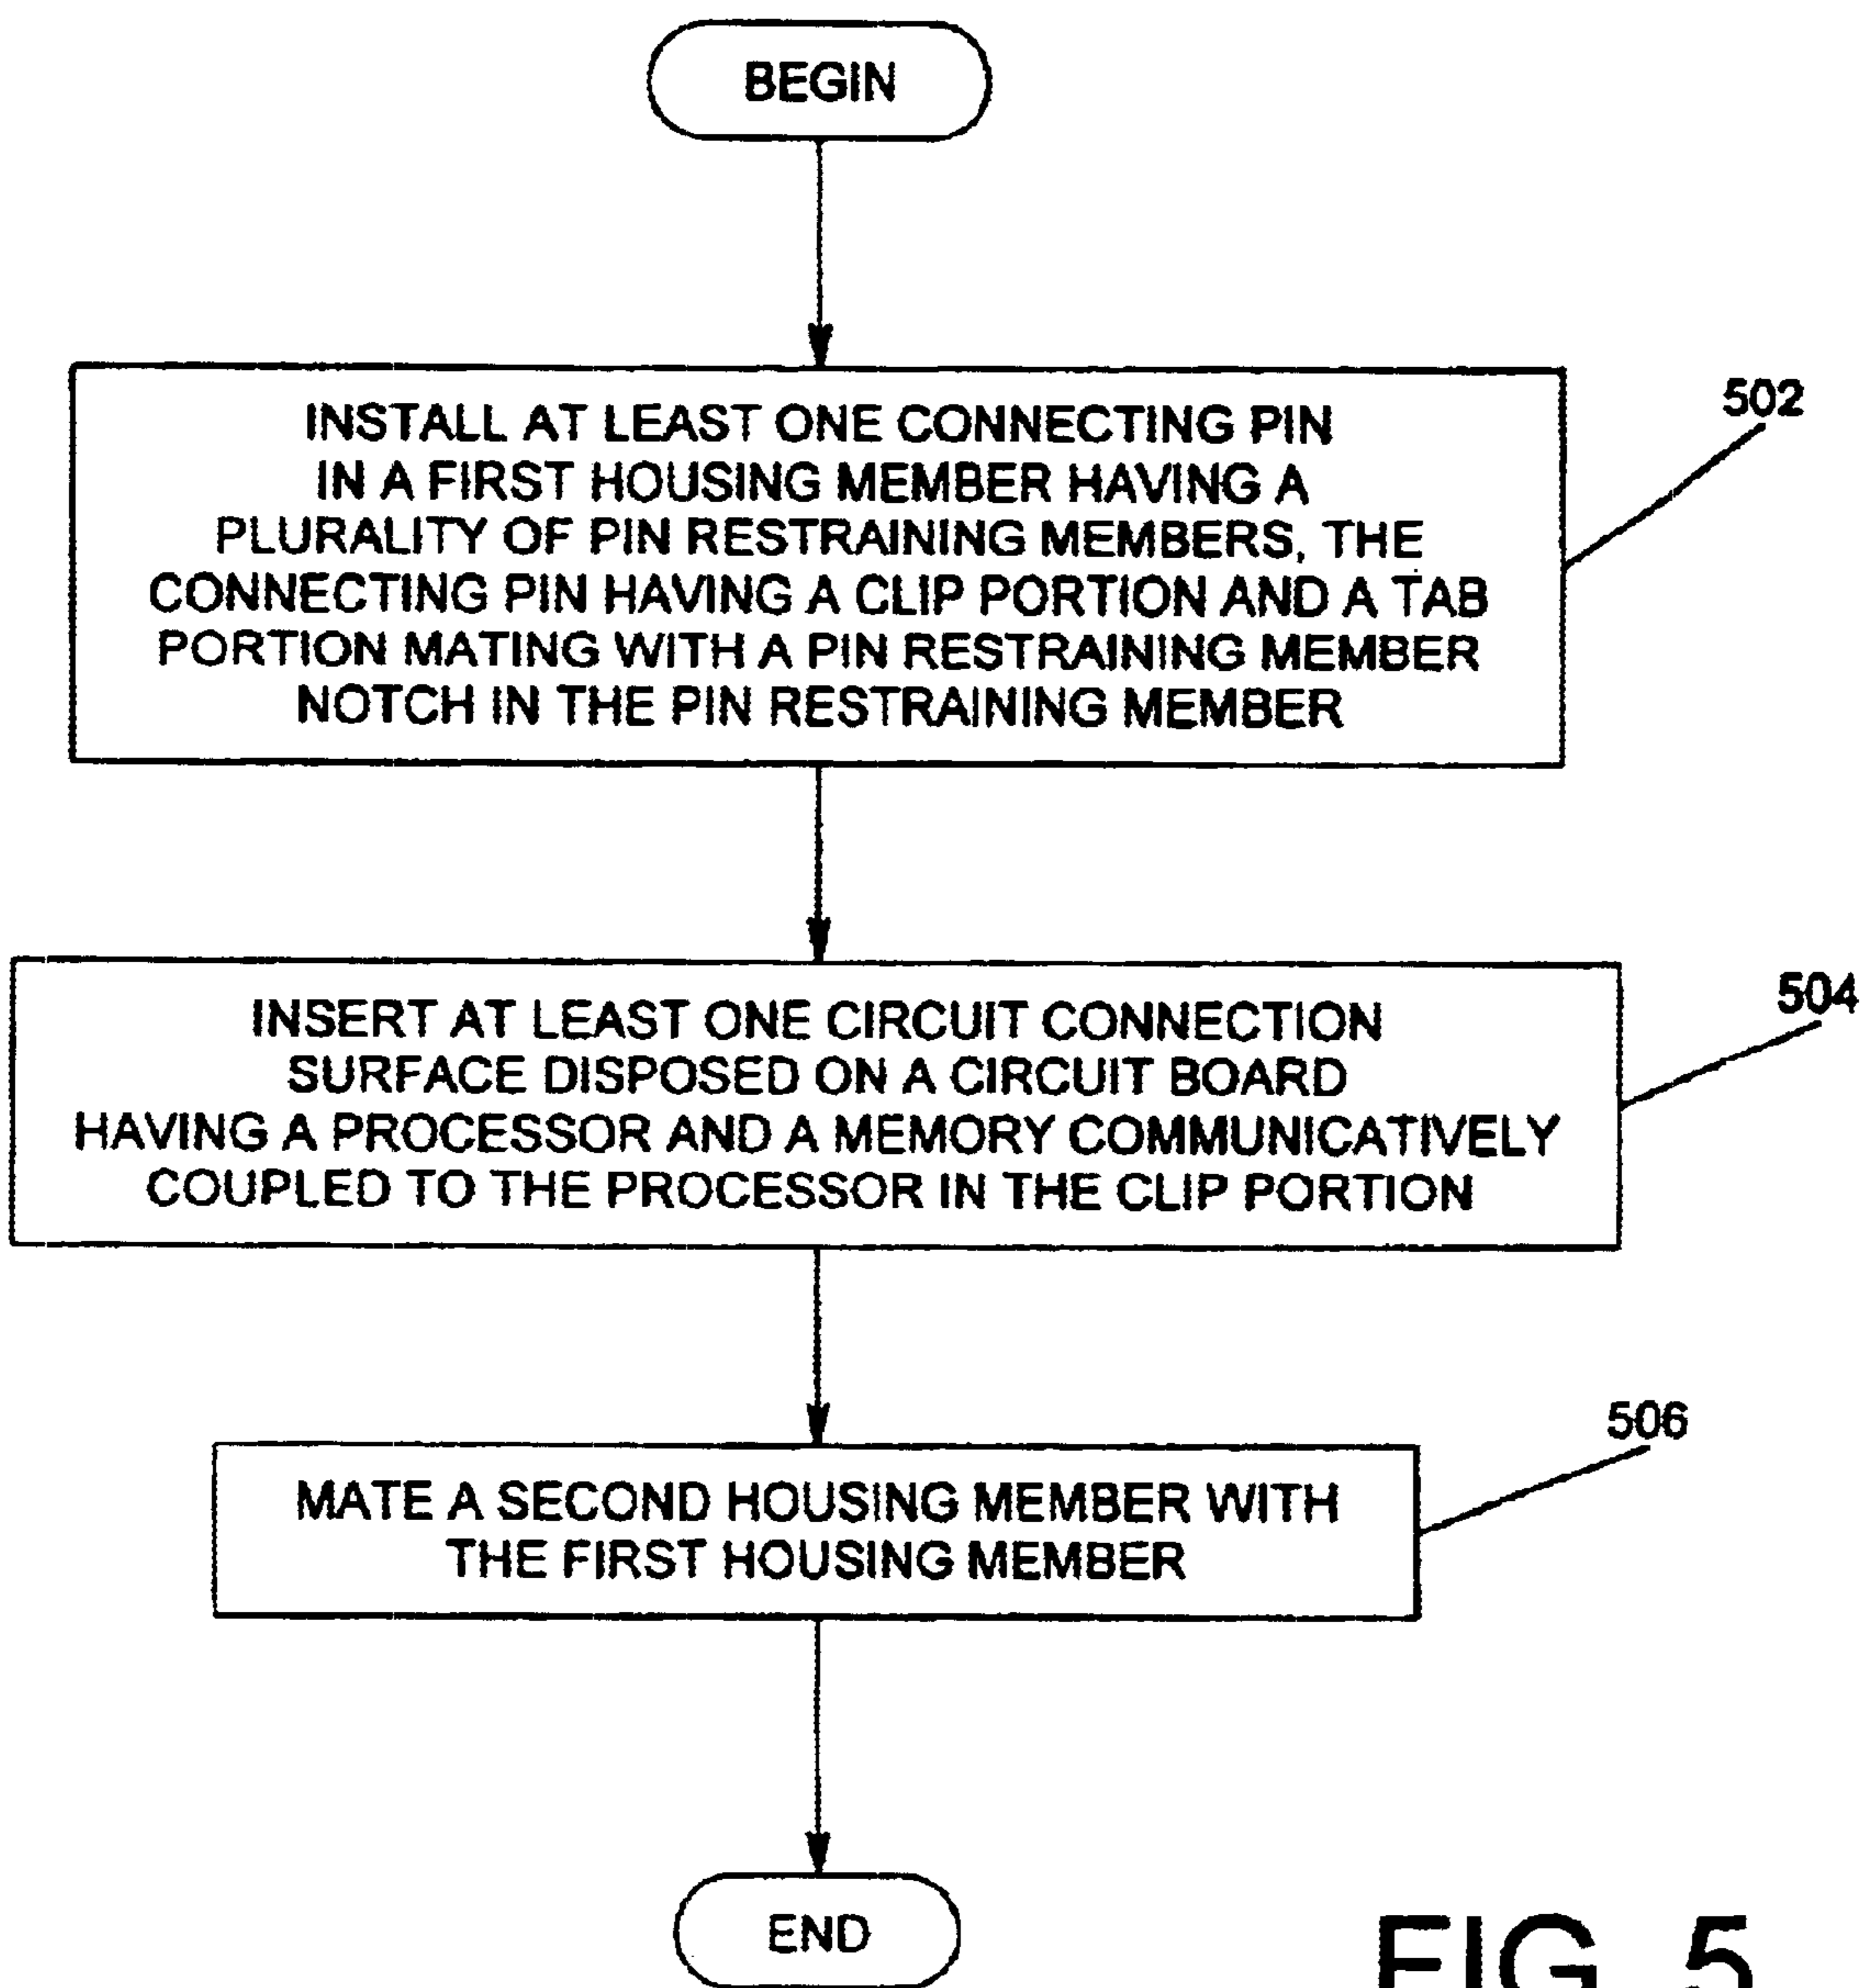 BEGIN
INSTALL AT LEAST ONE CONNECTING PIN
IN A FIRST HOUSING MEMBER HAVING A
PLURALITY OF PIN RESTRAINING MEMBERS, THE
CONNECTING PIN HAVING A CLIP PORTION AND A TAB
PORTION MATING WITH A PIN RESTRAINING MEMBER
NOTCH IN THE PIN RESTRAINING MEMBER
502
INSERT AT LEAST ONE CIRCUIT CONNECTION
SURFACE DISPOSED ON A CIRCUIT BOARD
HAVING A PROCESSOR AND A MEMORY COMMUNICATIVELY
COUPLED TO THE PROCESSOR IN THE CLIP PORTION
504
MATE A SECOND HOUSING MEMBER WITH
THE FIRST HOUSING MEMBER
506
END
FIG. 5